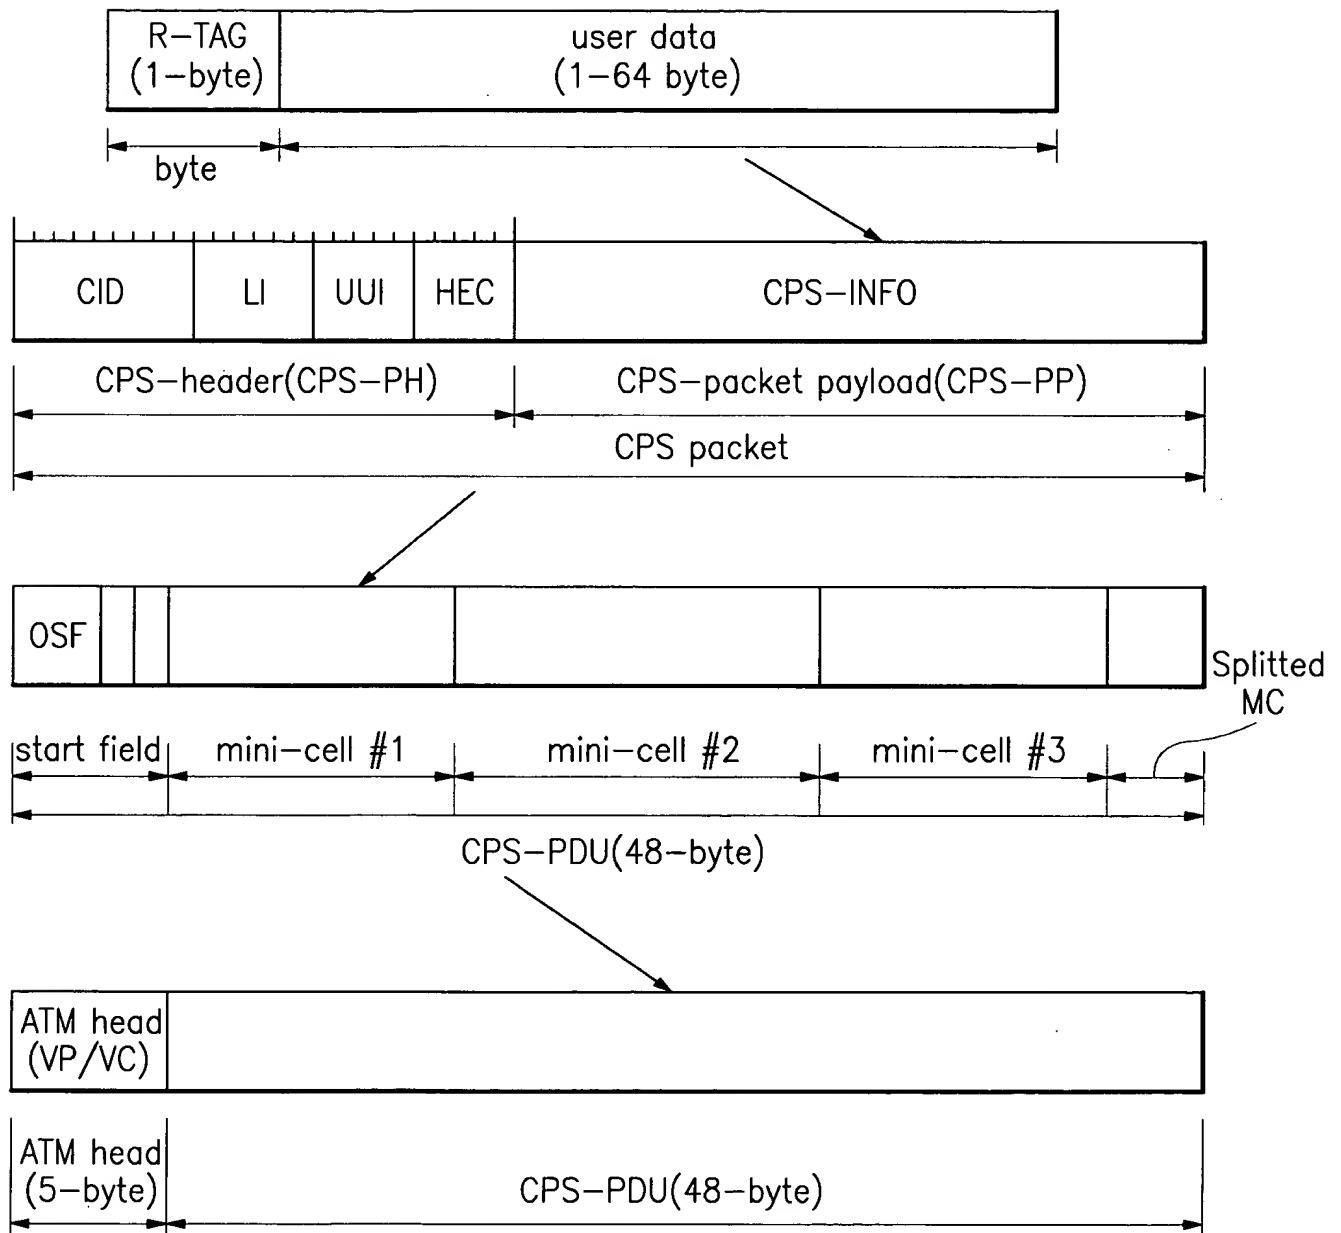 R-TAG
(1-byte)
user data
(1-64 byte)
byte
CID
LI
UUI
HEC
CPS-INFO
CPS-header(CPS-PH)
CPS-packet payload(CPS-PP)
CPS packet
OSF
Splitted
MC
start field
mini-cell #1
mini-cell #2
mini-cell #3
CPS-PDU(48-byte)
ATM head
(VP/VC)
ATM head
(5-byte)
CPS-PDU(48-byte)